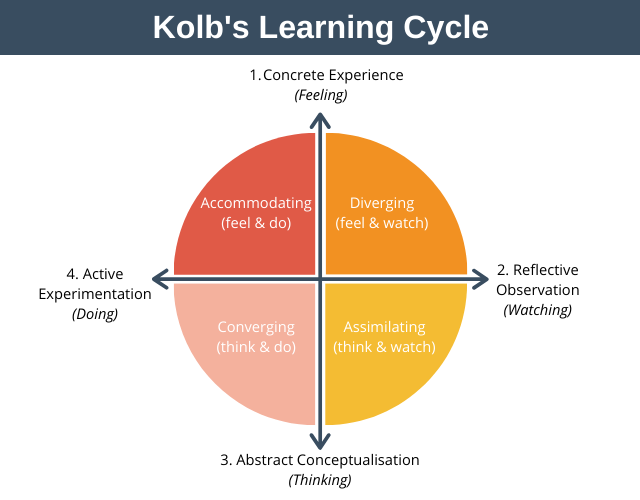 Kolb's Learning Cycle
1. Concrete Experience
(Feeling)
Accommodating
(feel & do)
Diverging
(feel & watch)
4. Active
Experimentation
(Doing)
2. Reflective
Observation
(Watching)
Converging
(think & do)
Assimilating
(think & watch)
3. Abstract Conceptualisation
(Thinking)